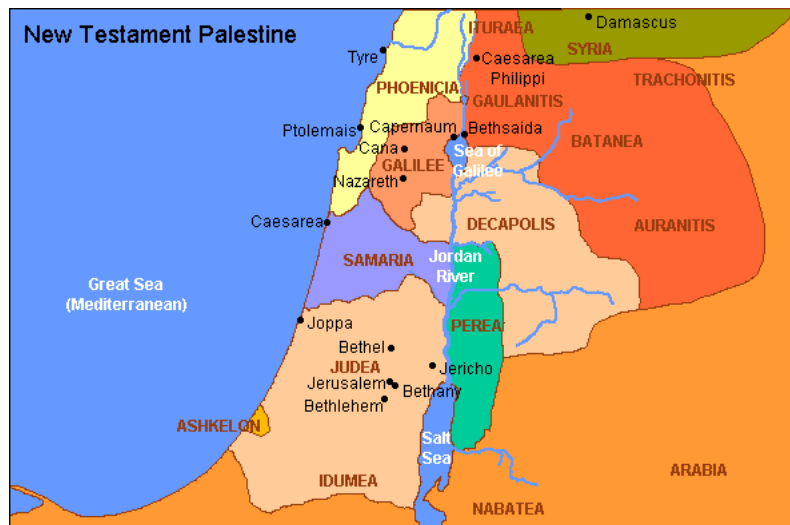 New Testament Palestine
Damascus
ITURAEA
SYRIA
Tyre
Caesarea
Philippi
TRACHONITIS
PHOENICIA
GAULANITIS
Ptolemais
Capernaum
Bethsaida
BATANEA
Cana
Sea of
Galilee
GALILEE
Nazareth
Caesarea
DECAPOLIS
AURANITIS
SAMARIA
Jordan
River
Great Sea
(Mediterranean)
Joppa
PEREA
Bethel
JUDEA
Jericho
Jerusalem
Bethany
Bethlehem
ASHKELON
Salt
Sea
ARABIA
IDUMEA
NABATEA